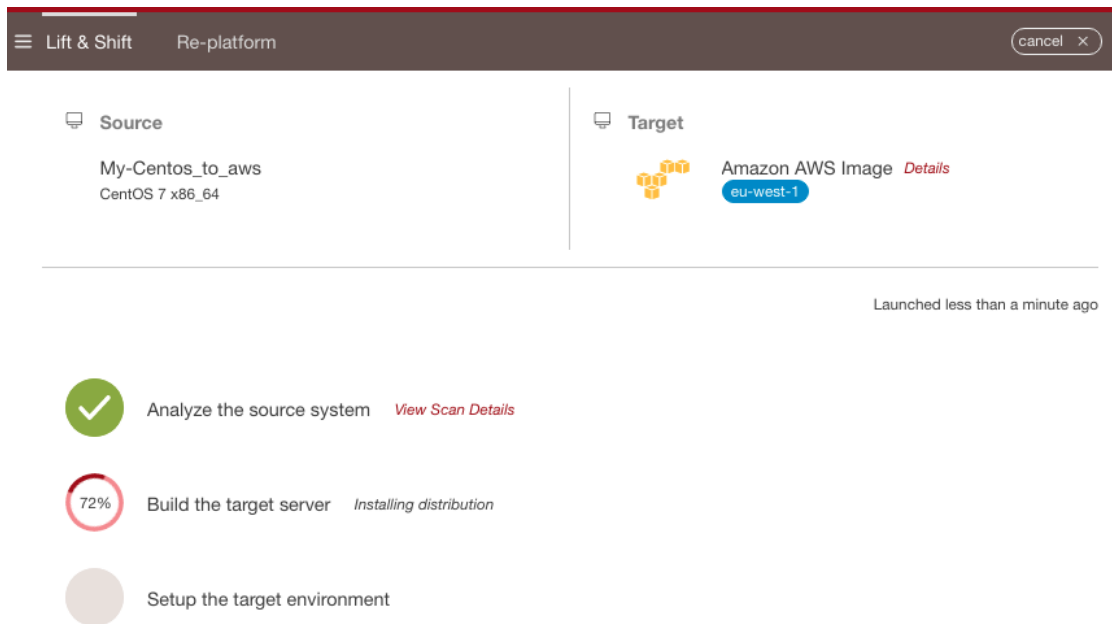 Lift & Shift Re-platform cancel ×
Source
My-Centos_to_aws
CentOS 7 x86_64
Target
Amazon AWS Image Details
eu-west-1
Launched less than a minute ago
Analyze the source system View Scan Details
72% Build the target server Installing distribution
Setup the target environment